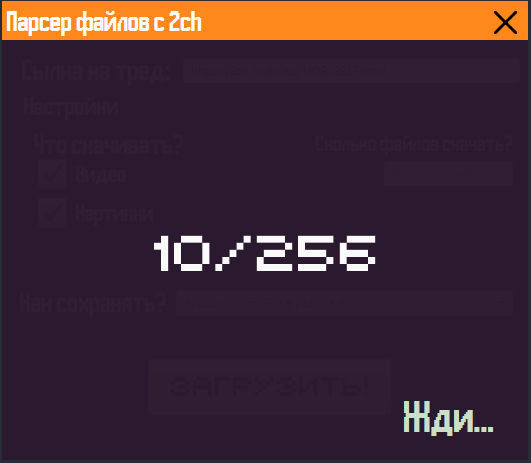 Парсер файлов с 2ch
Сылка на тред:
Настройки
Что скачивать?
Сколько файлов скачать?
Видео
Картинки
10/256
Как сохранять?
ЗАГРУЗИТЬ!
Жди...